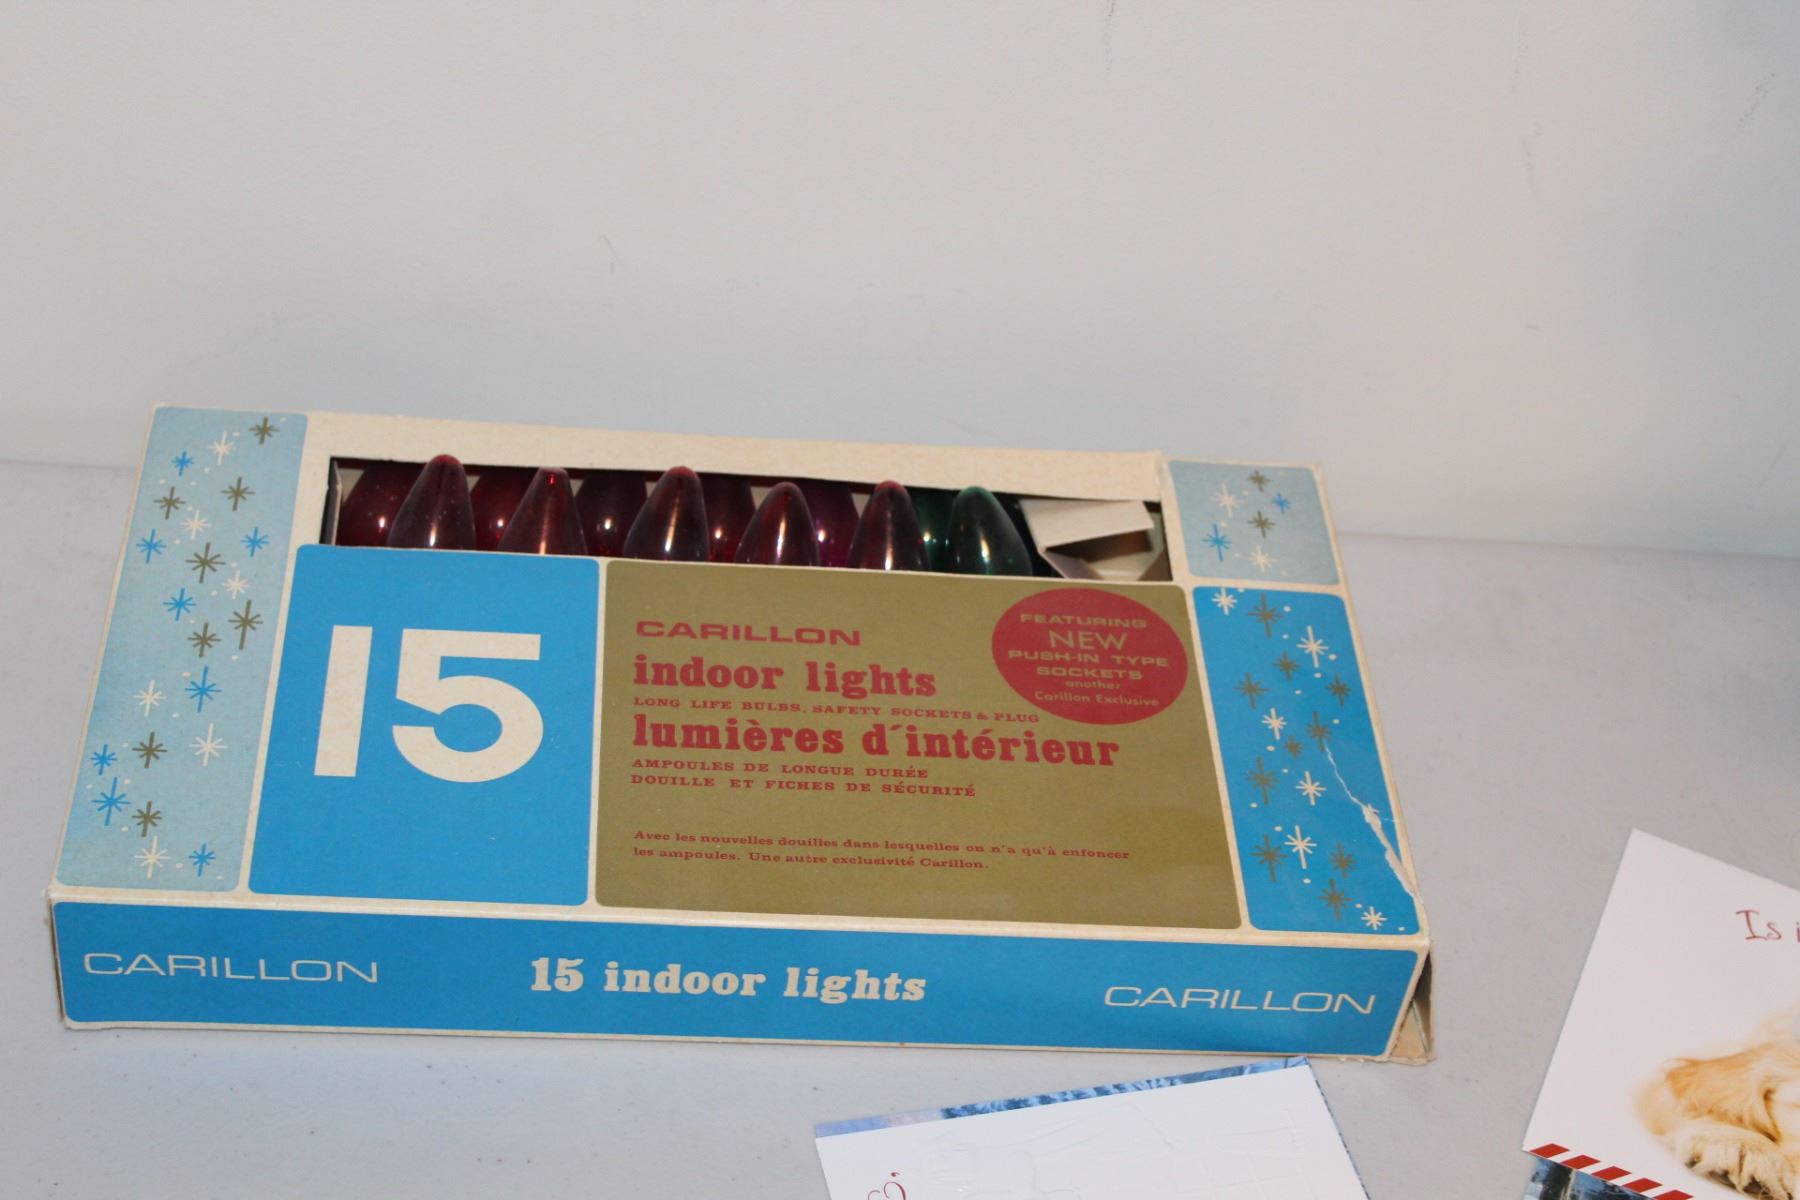 15
CARILLON
indoor lights
LONG LIFE BULBS, SAFETY SOCKETS & PLUG
lumières d'intérieur
AMPOULES DE LONGUE DURÉE
DOUILLE ET FICHES DE SÉCURITÉ
Avec les nouvelles douilles dans lesquelles on n'a qu'à enfoncer
les ampoules. Une autre exclusivité Carillon.
FEATURING
NEW
PUSH-IN TYPE
SOCKETS
another
Carillon Exclusive
CARILLON 15 indoor lights CARILLON
Is